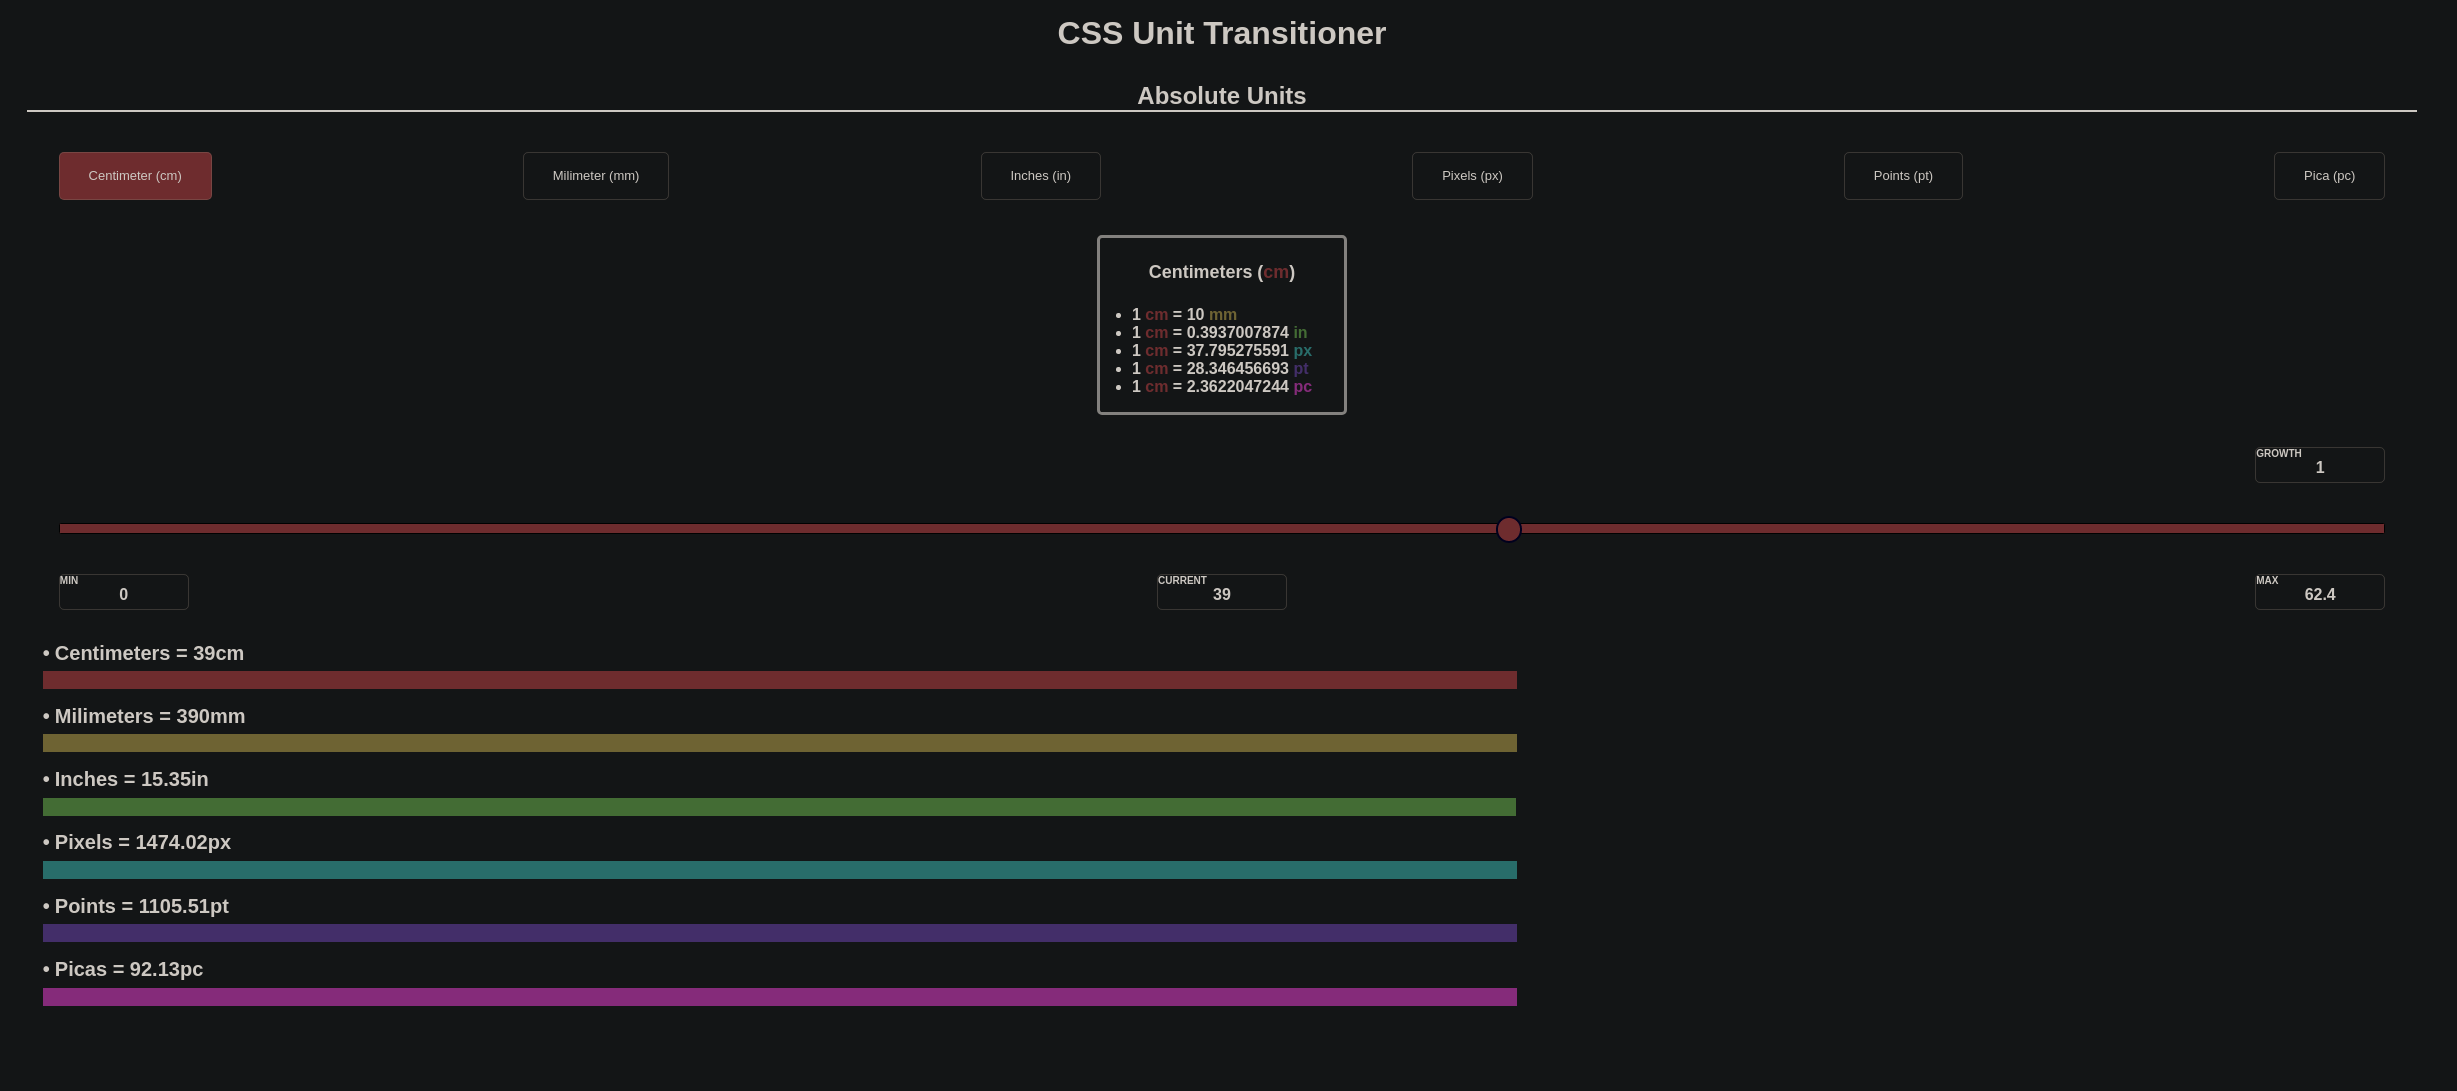 CSS Unit Transitioner
Absolute Units
Centimeter (cm)
Milimeter (mm)
Inches (in)
Pixels (px)
Points (pt)
Pica (pc)
Centimeters (cm)
• 1 cm = 10 mm
• 1 cm = 0.3937007874 in
• 1 cm = 37.795275591 px
• 1 cm = 28.346456693 pt
• 1 cm = 2.3622047244 pc
GROWTH
1
MIN
0
CURRENT
39
MAX
62.4
• Centimeters = 39cm
• Milimeters = 390mm
• Inches = 15.35in
• Pixels = 1474.02px
• Points = 1105.51pt
• Picas = 92.13pc